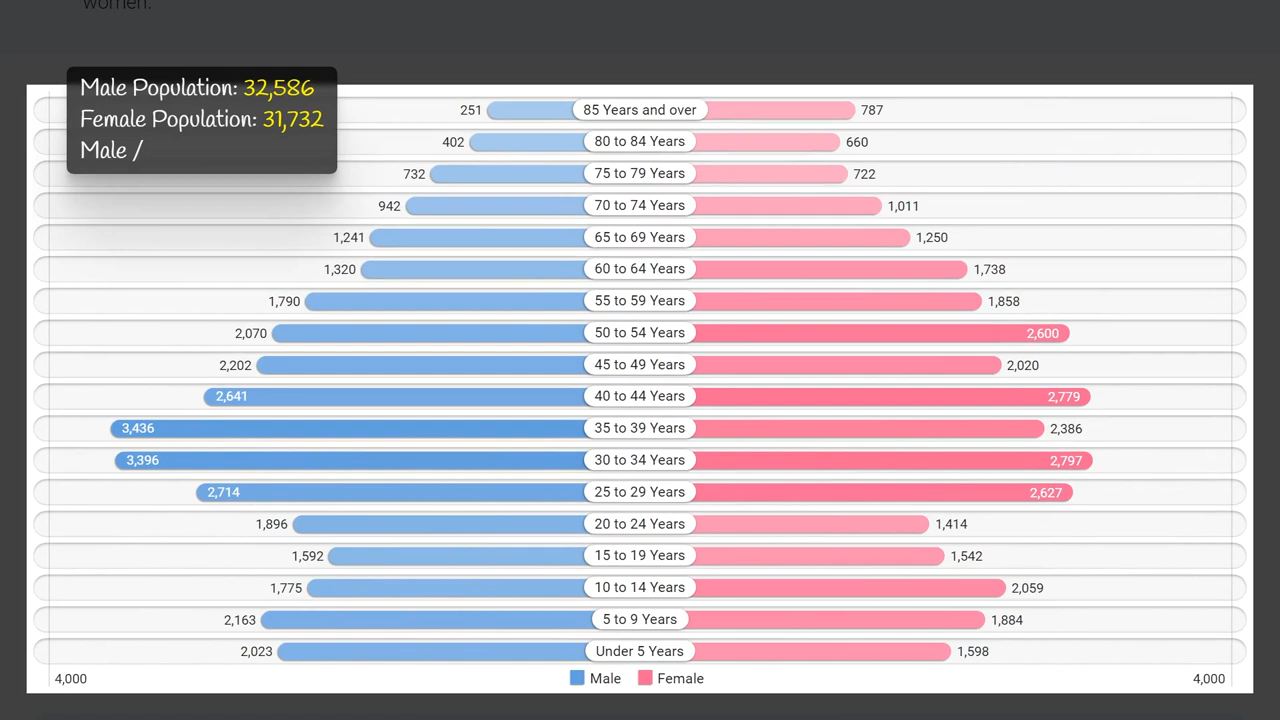 women.
Male Population: 32,586
Female Population: 31,732
Male /
251 85 Years and over 787
402 80 to 84 Years 660
732 75 to 79 Years 722
942 70 to 74 Years 1,011
1,241 65 to 69 Years 1,250
1,320 60 to 64 Years 1,738
1,790 55 to 59 Years 1,858
2,070 50 to 54 Years 2,600
2,202 45 to 49 Years 2,020
2,641 40 to 44 Years 2,779
3,436 35 to 39 Years 2,386
3,396 30 to 34 Years 2,797
2,714 25 to 29 Years 2,627
1,896 20 to 24 Years 1,414
1,592 15 to 19 Years 1,542
1,775 10 to 14 Years 2,059
2,163 5 to 9 Years 1,884
2,023 Under 5 Years 1,598
4,000 Male Female 4,000